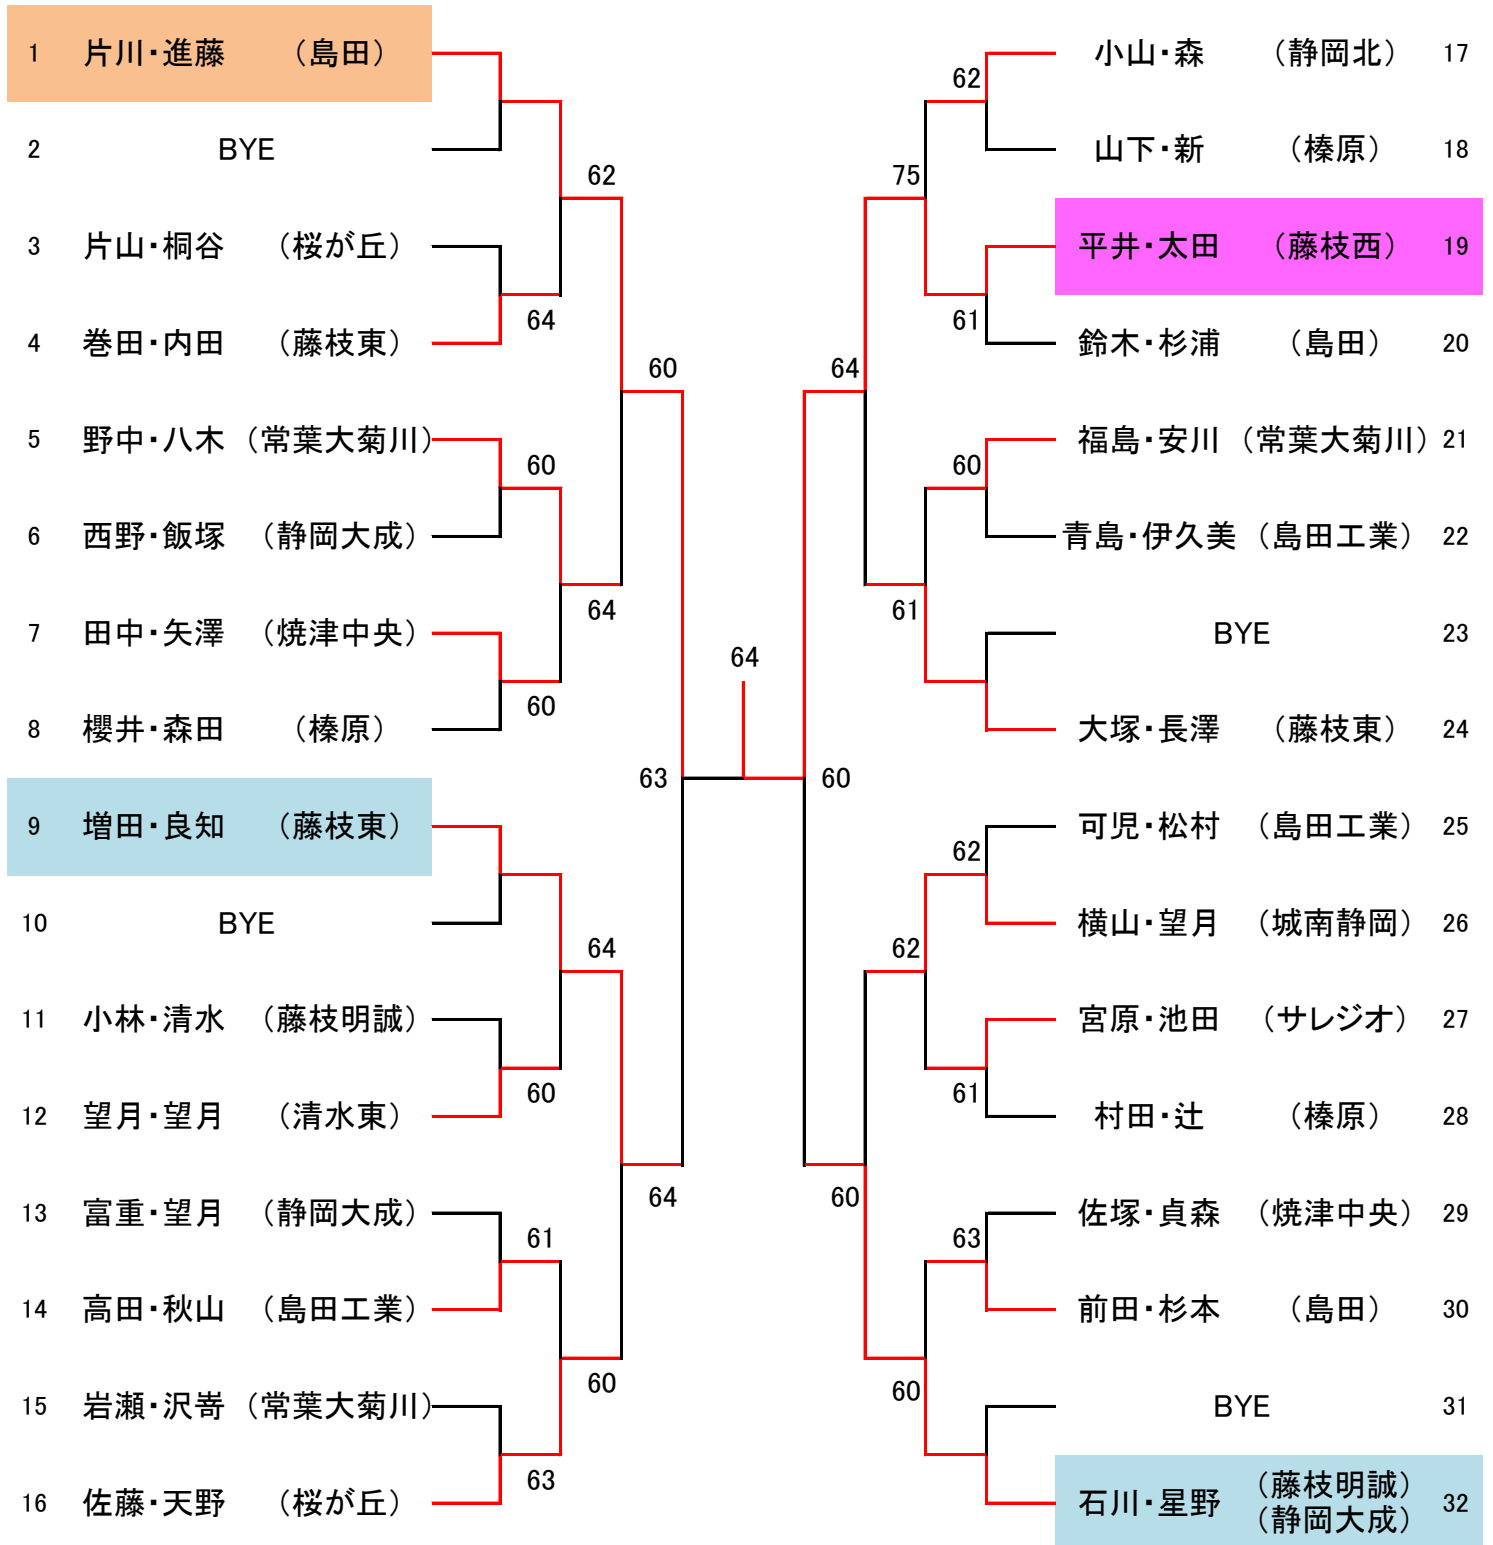 1 片川・進藤 （島田）
2 BYE
3 片山・桐谷 （桜が丘）
4 巻田・内田 （藤枝東）
5 野中・八木 （常葉大菊川）
6 西野・飯塚 （静岡大成）
7 田中・矢澤 （焼津中央）
8 櫻井・森田 （榛原）
9 増田・良知 （藤枝東）
10 BYE
11 小林・清水 （藤枝明誠）
12 望月・望月 （清水東）
13 富重・望月 （静岡大成）
14 高田・秋山 （島田工業）
15 岩瀬・沢嵜 （常葉大菊川）
16 佐藤・天野 （桜が丘）
62
64
60
60
64
60
63
64
60
64
61
60
63
64
60
62
75
61
64
60
61
62
62
61
60
63
60
小山・森 （静岡北） 17
山下・新 （榛原） 18
平井・太田 （藤枝西） 19
鈴木・杉浦 （島田） 20
福島・安川 （常葉大菊川） 21
青島・伊久美 （島田工業） 22
BYE 23
大塚・長澤 （藤枝東） 24
可児・松村 （島田工業） 25
横山・望月 （城南静岡） 26
宮原・池田 （サレジオ） 27
村田・辻 （榛原） 28
佐塚・貞森 （焼津中央） 29
前田・杉本 （島田） 30
BYE 31
石川・星野 （藤枝明誠） 32
（静岡大成）